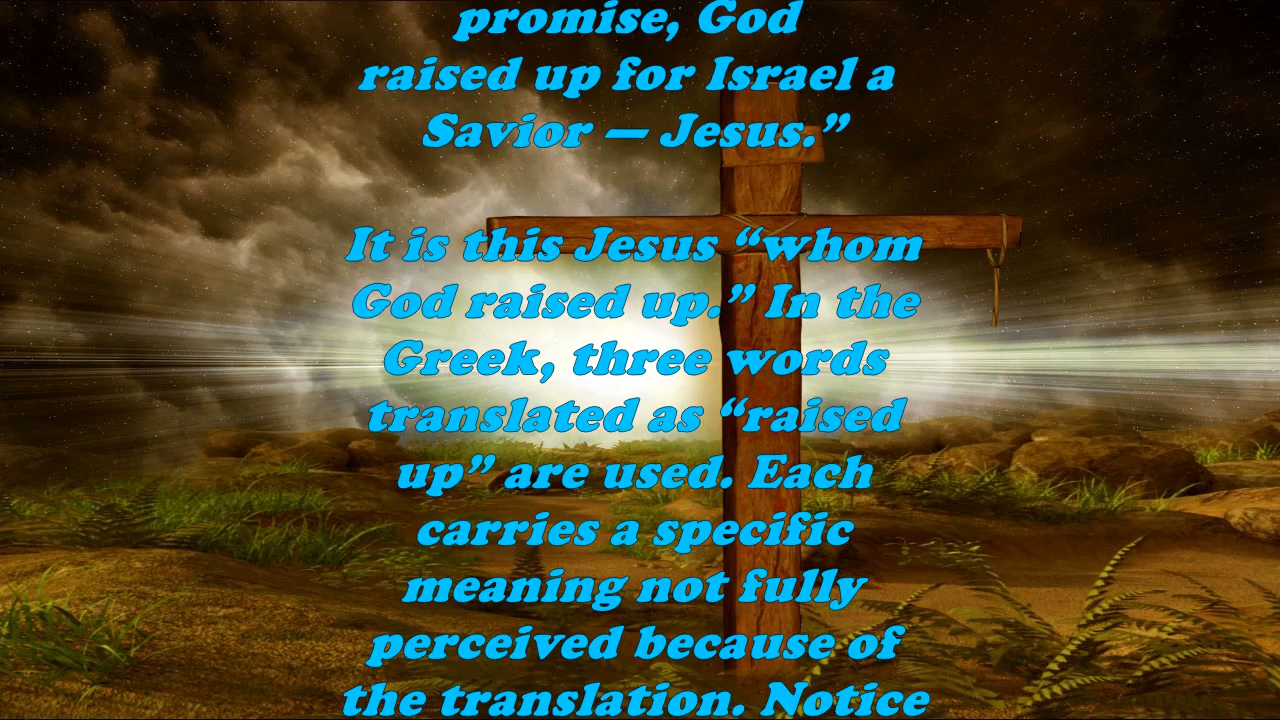 promise, God
raised up for Israel a
Savior — Jesus.”
It is this Jesus “whom
God raised up.” In the
Greek, three words
translated as “raised
up” are used. Each
carries a specific
meaning not fully
perceived because of
the translation. Notice